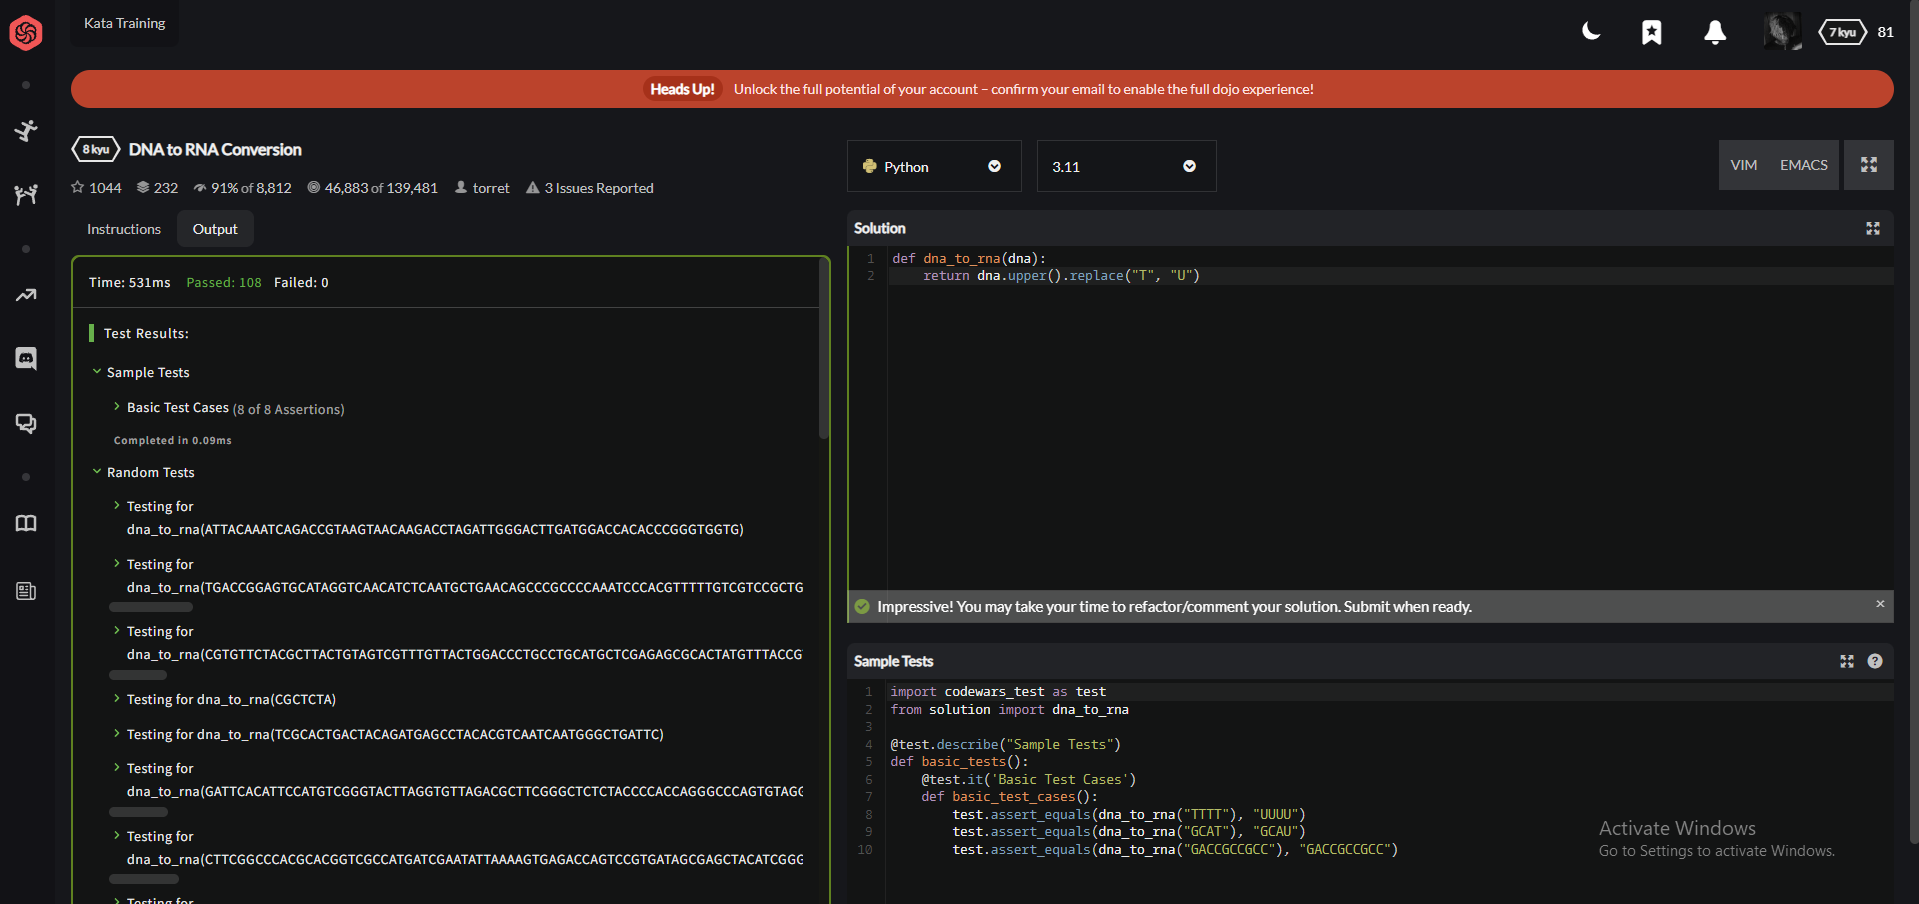 Kata Training
7 kyu 81
Heads Up! Unlock the full potential of your account – confirm your email to enable the full dojo experience!
8 kyu DNA to RNA Conversion
1044 232 91% of 8,812 46,883 of 139,481 torret 3 Issues Reported
Instructions Output
Time: 531ms Passed: 108 Failed: 0
Test Results:
Sample Tests
Basic Test Cases (8 of 8 Assertions)
Completed in 0.09ms
Random Tests
Testing for
dna_to_rna(ATTACAAATCAGACCGTAAGTAACAAGACCTAGATTGGGACTTGATGGACCACACCCGGGTGGTG)
Testing for
dna_to_rna(TGACCGGAGTGCATAGGTCAACATCTCAATGCTGAACAGCCCGCCCCAAATCCCACGTTTTTGTCGTCCGCTG
Testing for
dna_to_rna(CGTGTTCTACGCTTACTGTAGTCGTTTGTTACTGGACCCTGCCTGCATGCTCGAGAGCGCACTATGTTTACCG
Testing for dna_to_rna(CGCTCTA)
Testing for dna_to_rna(TCGCACTGACTACAGATGAGCCTACACGTCAATCAATGGGCTGATTC)
Testing for
dna_to_rna(GATTCACATTCCATGTCGGGTACTTAGGTGTTAGACGCTTCGGGCTCTCTACCCCACCAGGGCCCAGTGTAGG
Testing for
dna_to_rna(CTTCGGCCCACGCACGGTCGCCATGATCGAATATTAAAAGTGAGACCAGTCCGTGATAGCGAGCTACATCGGG
Testing for
Python 3.11 VIM EMACS
Solution
1 def dna_to_rna(dna):
2 return dna.upper().replace("T", "U")
Impressive! You may take your time to refactor/comment your solution. Submit when ready.
Sample Tests
1 import codewars_test as test
2 from solution import dna_to_rna
3
4 @test.describe("Sample Tests")
5 def basic_tests():
6 @test.it('Basic Test Cases')
7 def basic_test_cases():
8 test.assert_equals(dna_to_rna("TTTT"), "UUUU")
9 test.assert_equals(dna_to_rna("GCAT"), "GCAU")
10 test.assert_equals(dna_to_rna("GACCGCCGCC"), "GACCGCCGCC")
Activate Windows
Go to Settings to activate Windows.